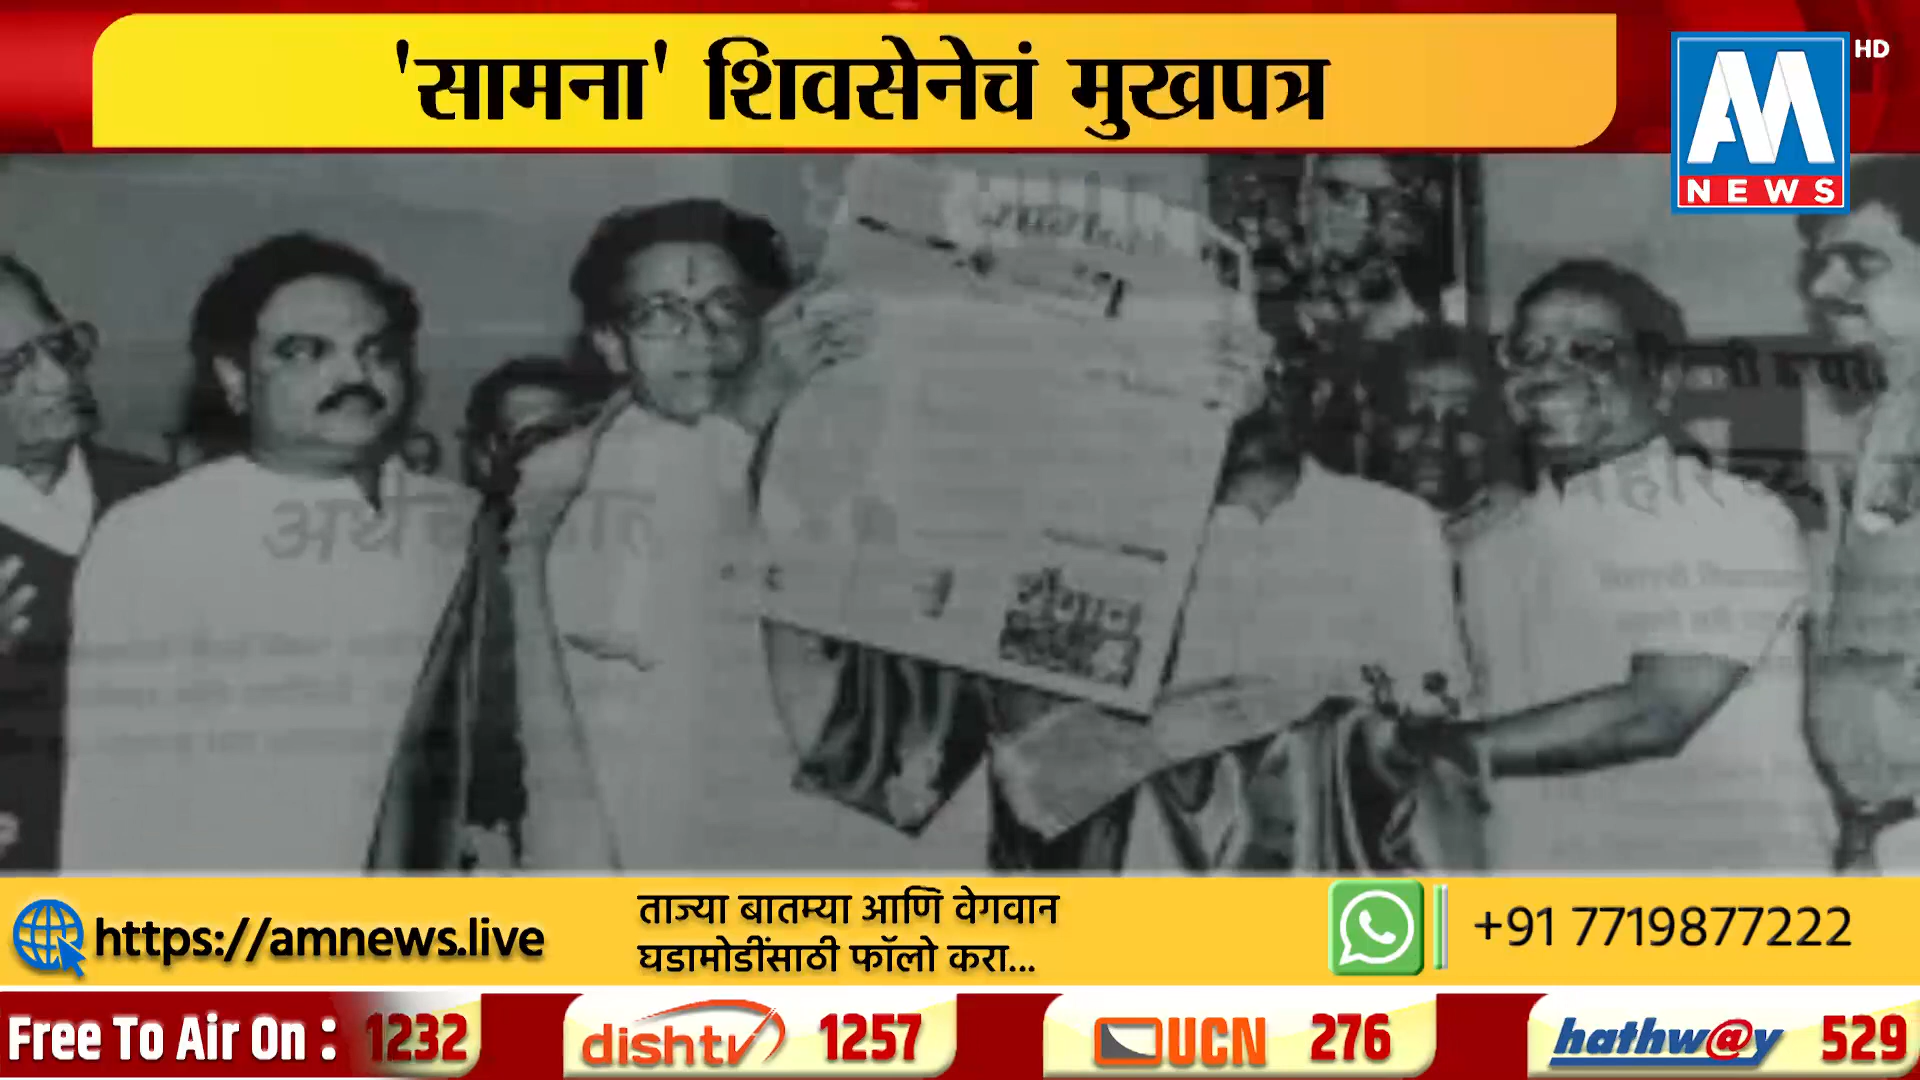 'सामना' शिवसेनेचं मुखपत्र
HD
AM
NEWS
https://amnews.live
ताज्या बातम्या आणि वेगवान
घडामोडींसाठी फॉलो करा...
+91 7719877222
Free To Air On : 1232
dishtv 1257
UCN 276
hathw@y 529